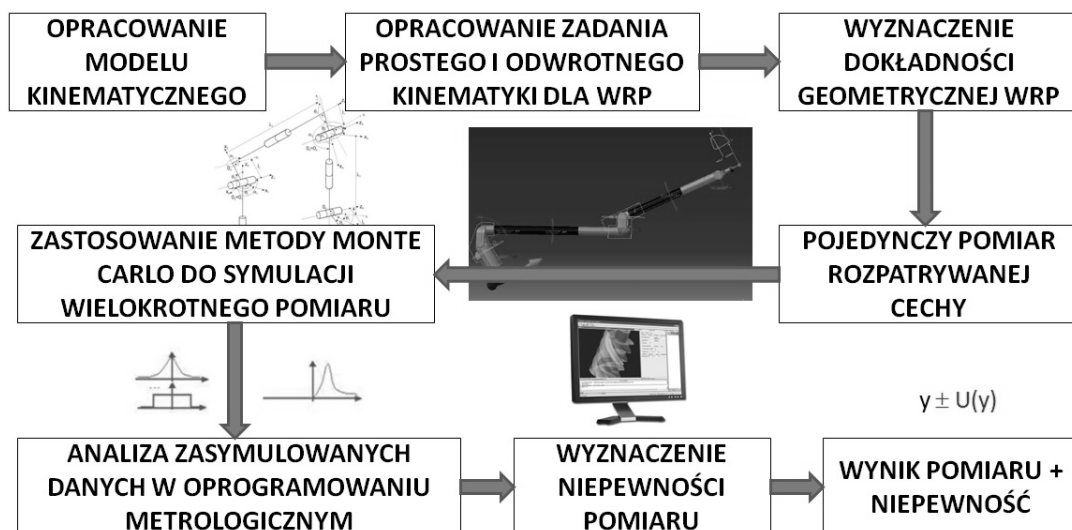 OPRACOWANIE
MODELU
KINEMATYCZNEGO
OPRACOWANIE ZADANIA
PROSTEGO I ODWROTNEGO
KINEMATYKI DLA WRP
WYZNACZENIE
DOKŁADNOŚCI
GEOMETRYCZNEJ WRP
ZASTOSOWANIE METODY MONTE
CARLO DO SYMULACJI
WIELOKROTNEGO POMIARU
POJEDYNCZY POMIAR
ROZPATRYWANEJ
CECHY
y ± U(y)
ANALIZA ZASYMULOWANYCH
DANYCH W OPROGRAMOWANIU
METROLOGICZNYM
WYZNACZENIE
NIEPEWNOŚCI
POMIARU
WYNIK POMIARU +
NIEPEWNOŚĆ